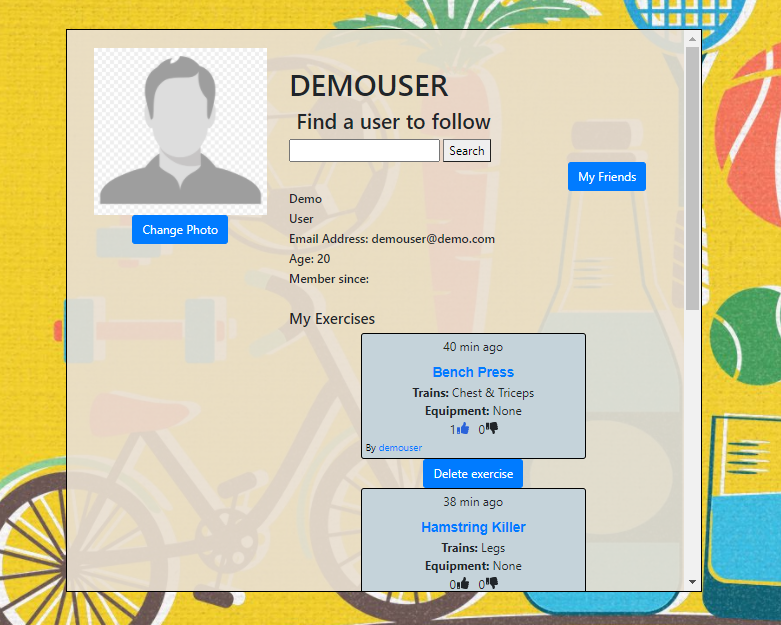 DEMOUSER
Find a user to follow
Search
My Friends
Change Photo
Demo
User
Email Address: demouser@demo.com
Age: 20
Member since:
My Exercises
40 min ago
Bench Press
Trains: Chest & Triceps
Equipment: None
1 0
By demouser
Delete exercise
38 min ago
Hamstring Killer
Trains: Legs
Equipment: None
0 0